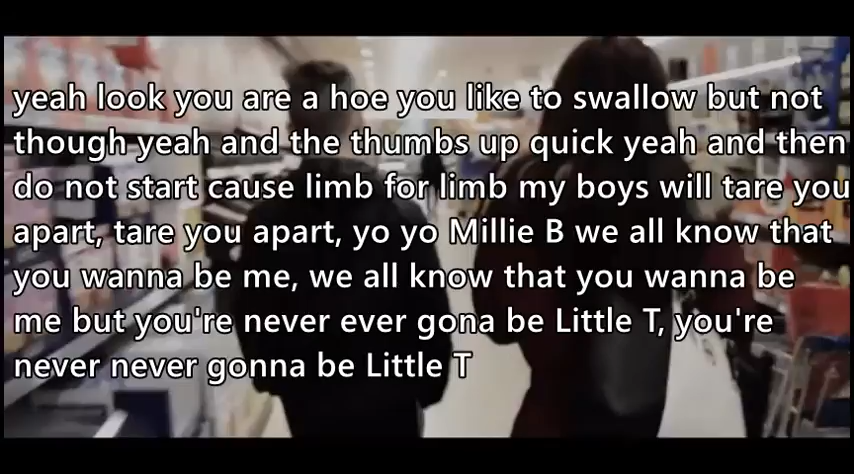 yeah look you are a hoe you like to swallow but not
though yeah and the thumbs up quick yeah and then
do not start cause limb for limb my boys will tare you
apart, tare you apart, yo yo Millie B we all know that
you wanna be me, we all know that you wanna be
me but you're never ever gona be Little T, you're
never never gonna be Little T